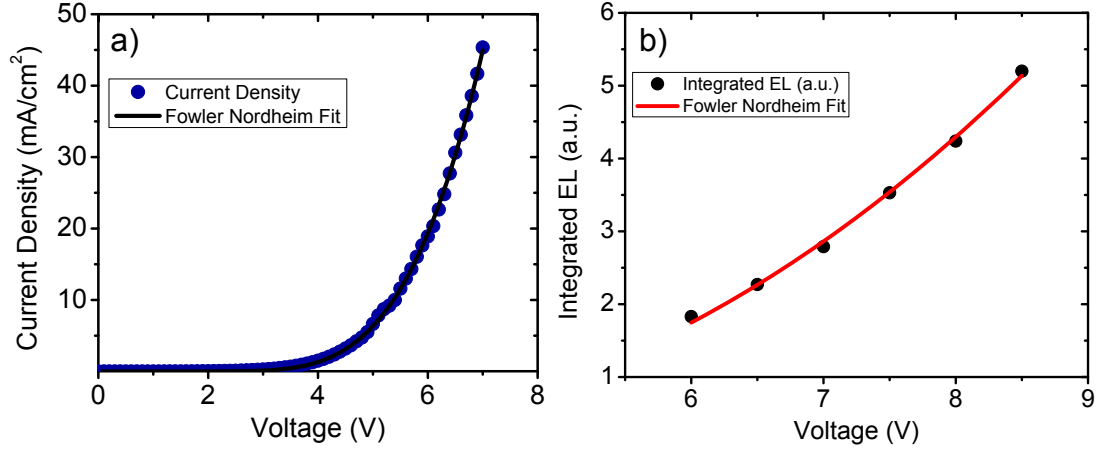 a)
Current Density (mA/cm²)
50
40
30
20
10
Current Density
Fowler Nordheim Fit
0
2
4
6
8
Voltage (V)
b)
Integrated EL (a.u.)
6
5
4
3
2
1
Integrated EL (a.u.)
Fowler Nordheim Fit
6
7
8
9
Voltage (V)